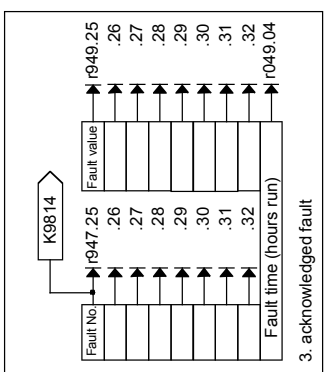 K9814
Fault No.
r947.25
.26
.27
.28
.29
.30
.31
.32
Fault value
r949.25
.26
.27
.28
.29
.30
.31
.32
Fault time (hours run)
r049.04
3. acknowledged fault